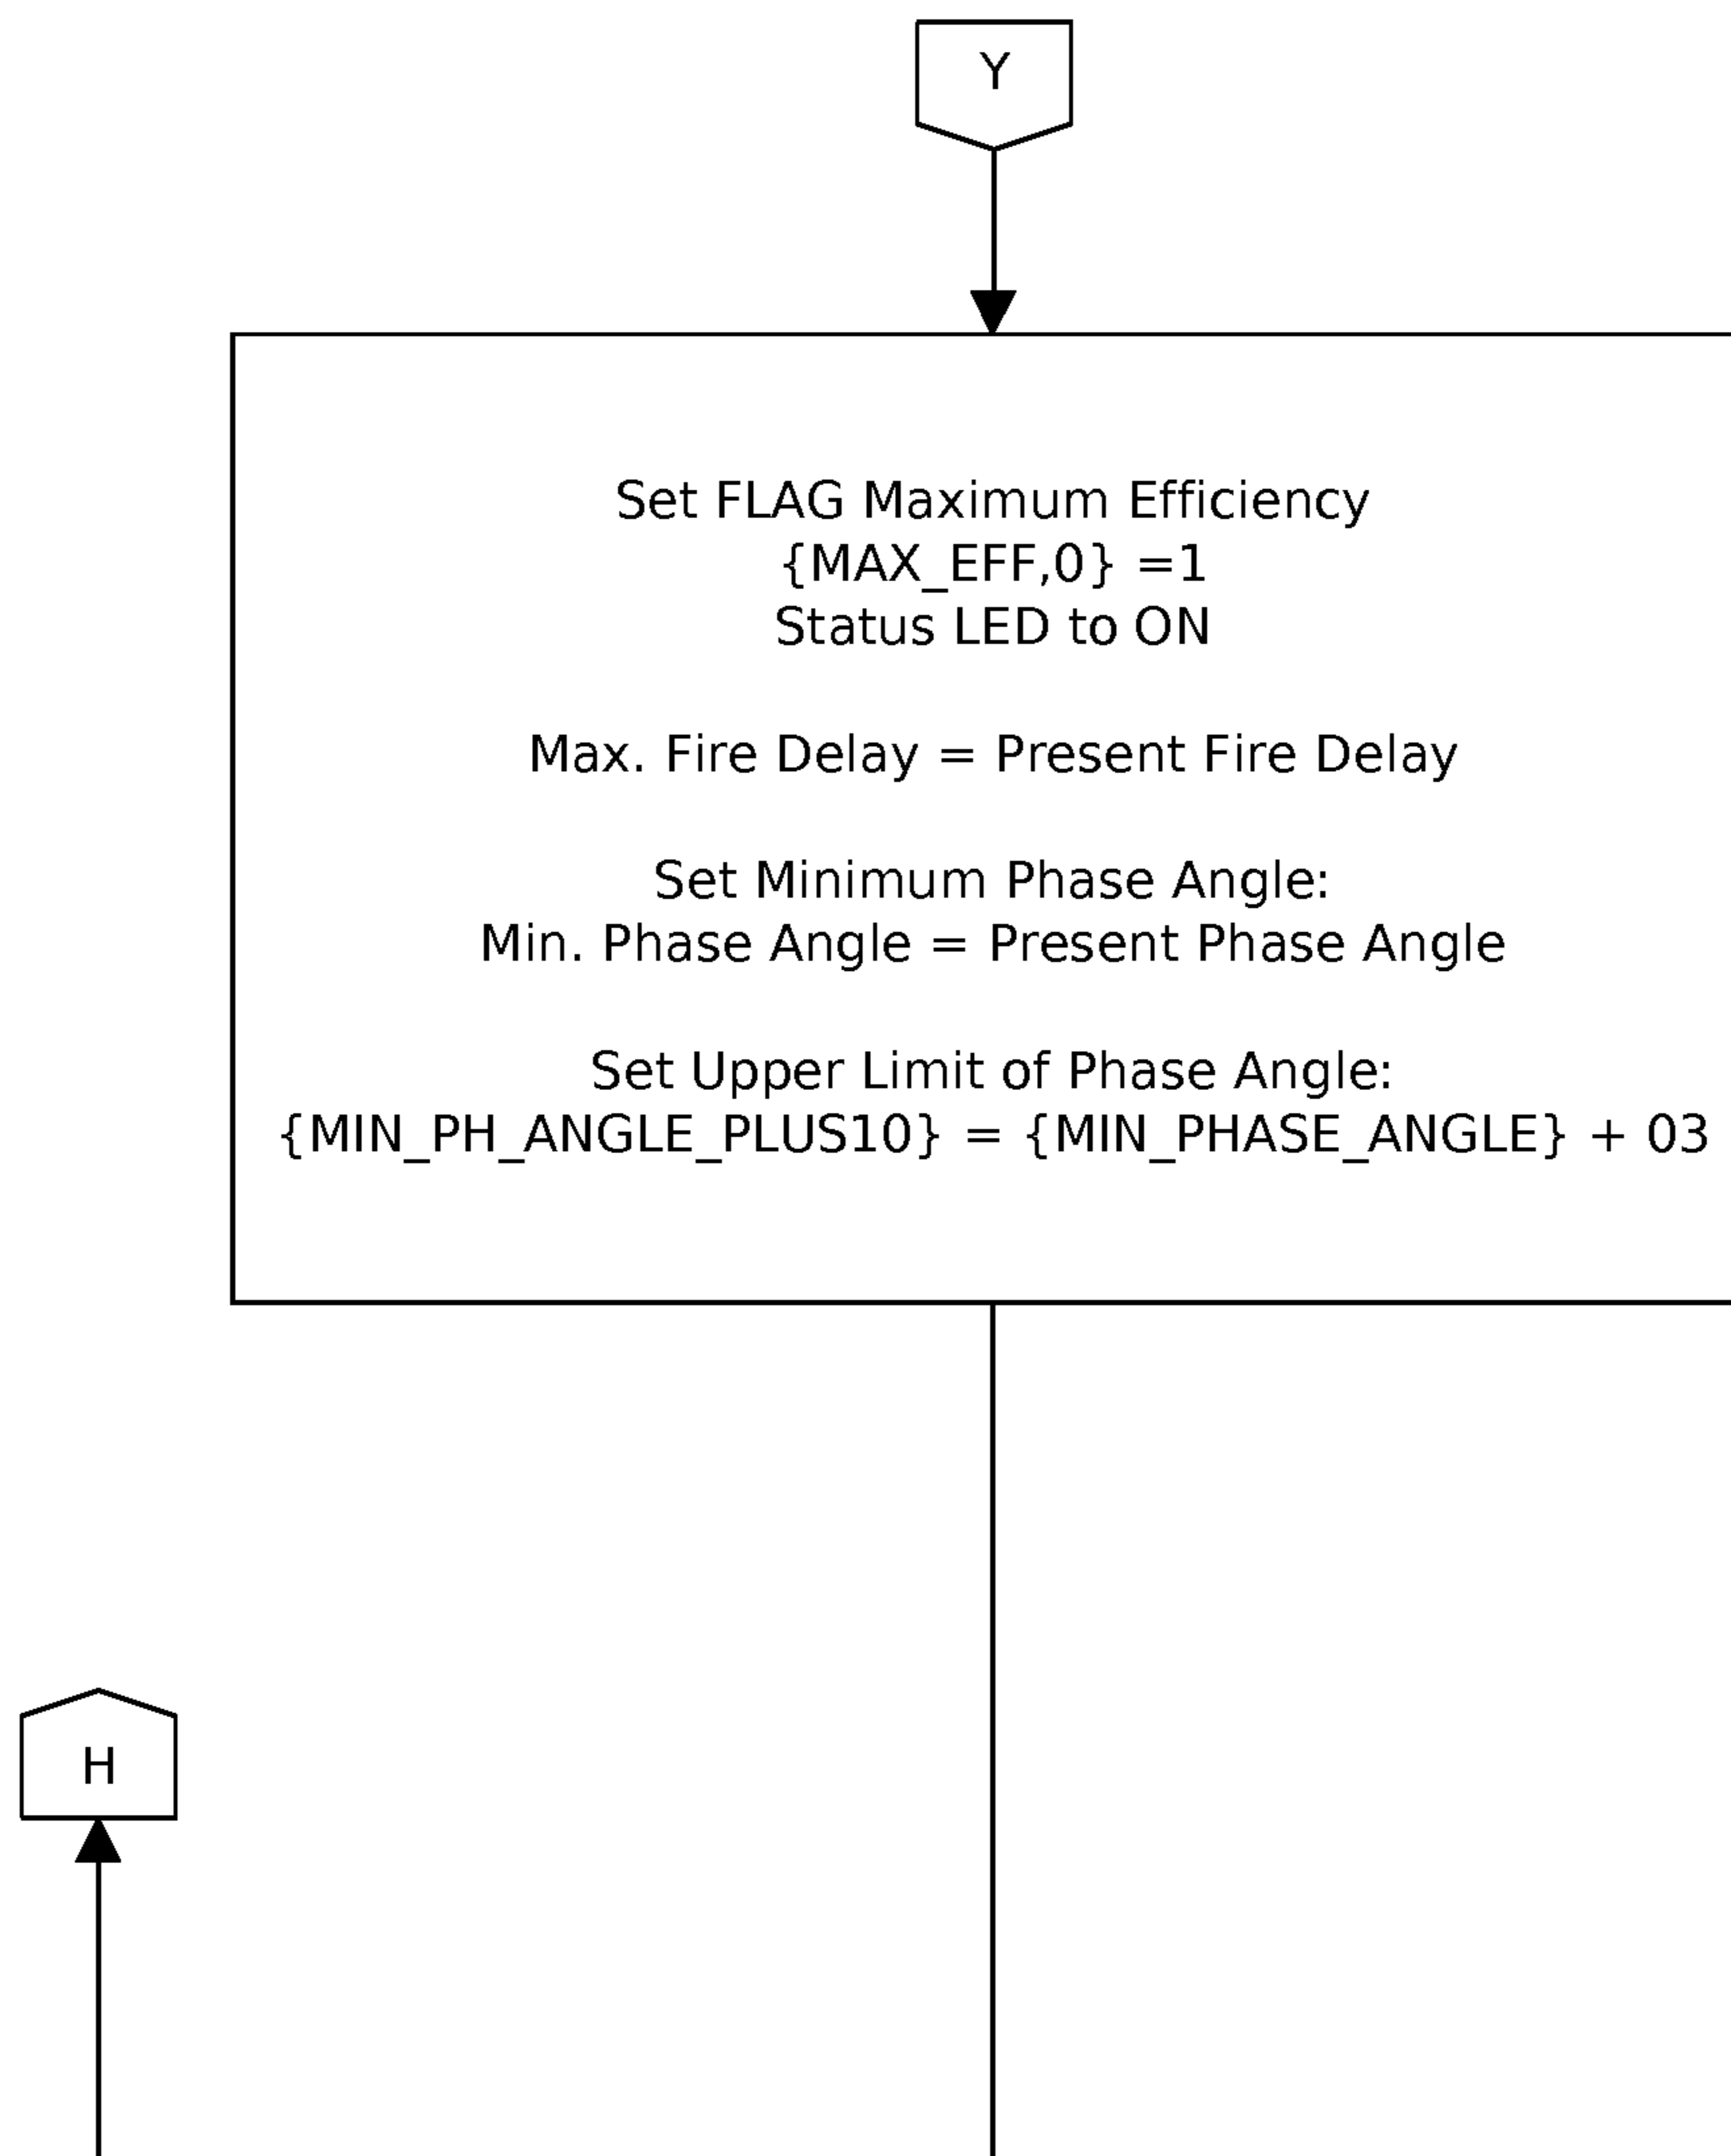 Y
Set FLAG Maximum Efficiency
{MAX_EFF,0} =1
Status LED to ON
Max. Fire Delay = Present Fire Delay
Set Minimum Phase Angle:
Min. Phase Angle = Present Phase Angle
Set Upper Limit of Phase Angle:
{MIN_PH_ANGLE_PLUS10} = {MIN_PHASE_ANGLE} + 03
H